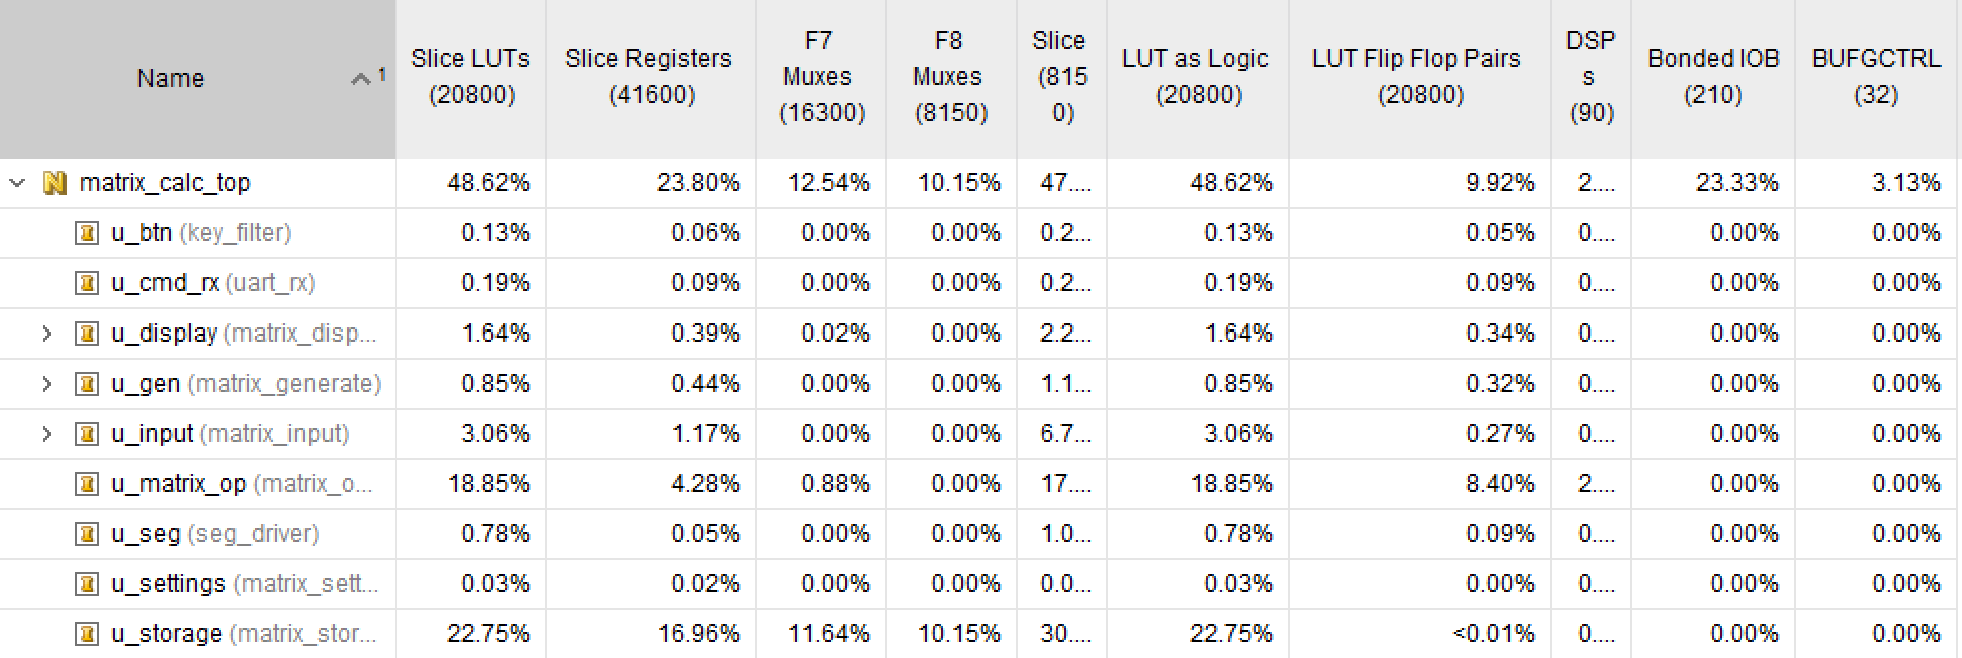 Name 1 Slice LUTs (20800) Slice Registers (41600) F7 Muxes (16300) F8 Muxes (8150) Slice (8150) LUT as Logic (20800) LUT Flip Flop Pairs (20800) DSPs (90) Bonded IOB (210) BUFGCTRL (32)
N matrix_calc_top 48.62% 23.80% 12.54% 10.15% 47.... 48.62% 9.92% 2.... 23.33% 3.13%
I u_btn (key_filter) 0.13% 0.06% 0.00% 0.00% 0.2... 0.13% 0.05% 0.... 0.00% 0.00%
I u_cmd_rx (uart_rx) 0.19% 0.09% 0.00% 0.00% 0.2... 0.19% 0.09% 0.... 0.00% 0.00%
I u_display (matrix_disp... 1.64% 0.39% 0.02% 0.00% 2.2... 1.64% 0.34% 0.... 0.00% 0.00%
I u_gen (matrix_generate) 0.85% 0.44% 0.00% 0.00% 1.1... 0.85% 0.32% 0.... 0.00% 0.00%
I u_input (matrix_input) 3.06% 1.17% 0.00% 0.00% 6.7... 3.06% 0.27% 0.... 0.00% 0.00%
I u_matrix_op (matrix_o... 18.85% 4.28% 0.88% 0.00% 17.... 18.85% 8.40% 2.... 0.00% 0.00%
I u_seg (seg_driver) 0.78% 0.05% 0.00% 0.00% 1.0... 0.78% 0.09% 0.... 0.00% 0.00%
I u_settings (matrix_sett... 0.03% 0.02% 0.00% 0.00% 0.0... 0.03% 0.00% 0.... 0.00% 0.00%
I u_storage (matrix_stor... 22.75% 16.96% 11.64% 10.15% 30.... 22.75% <0.01% 0.... 0.00% 0.00%